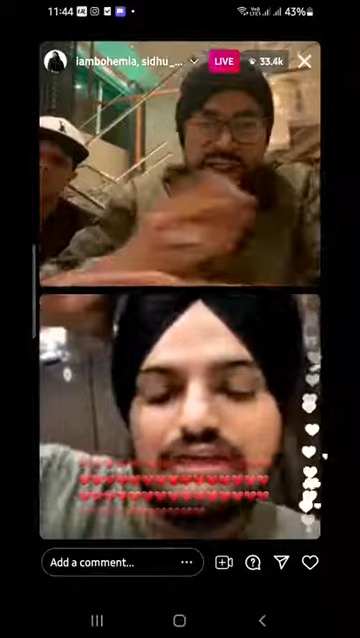 11:44
43%
iambohemia, sidhu_...
LIVE
33.4k
Add a comment...